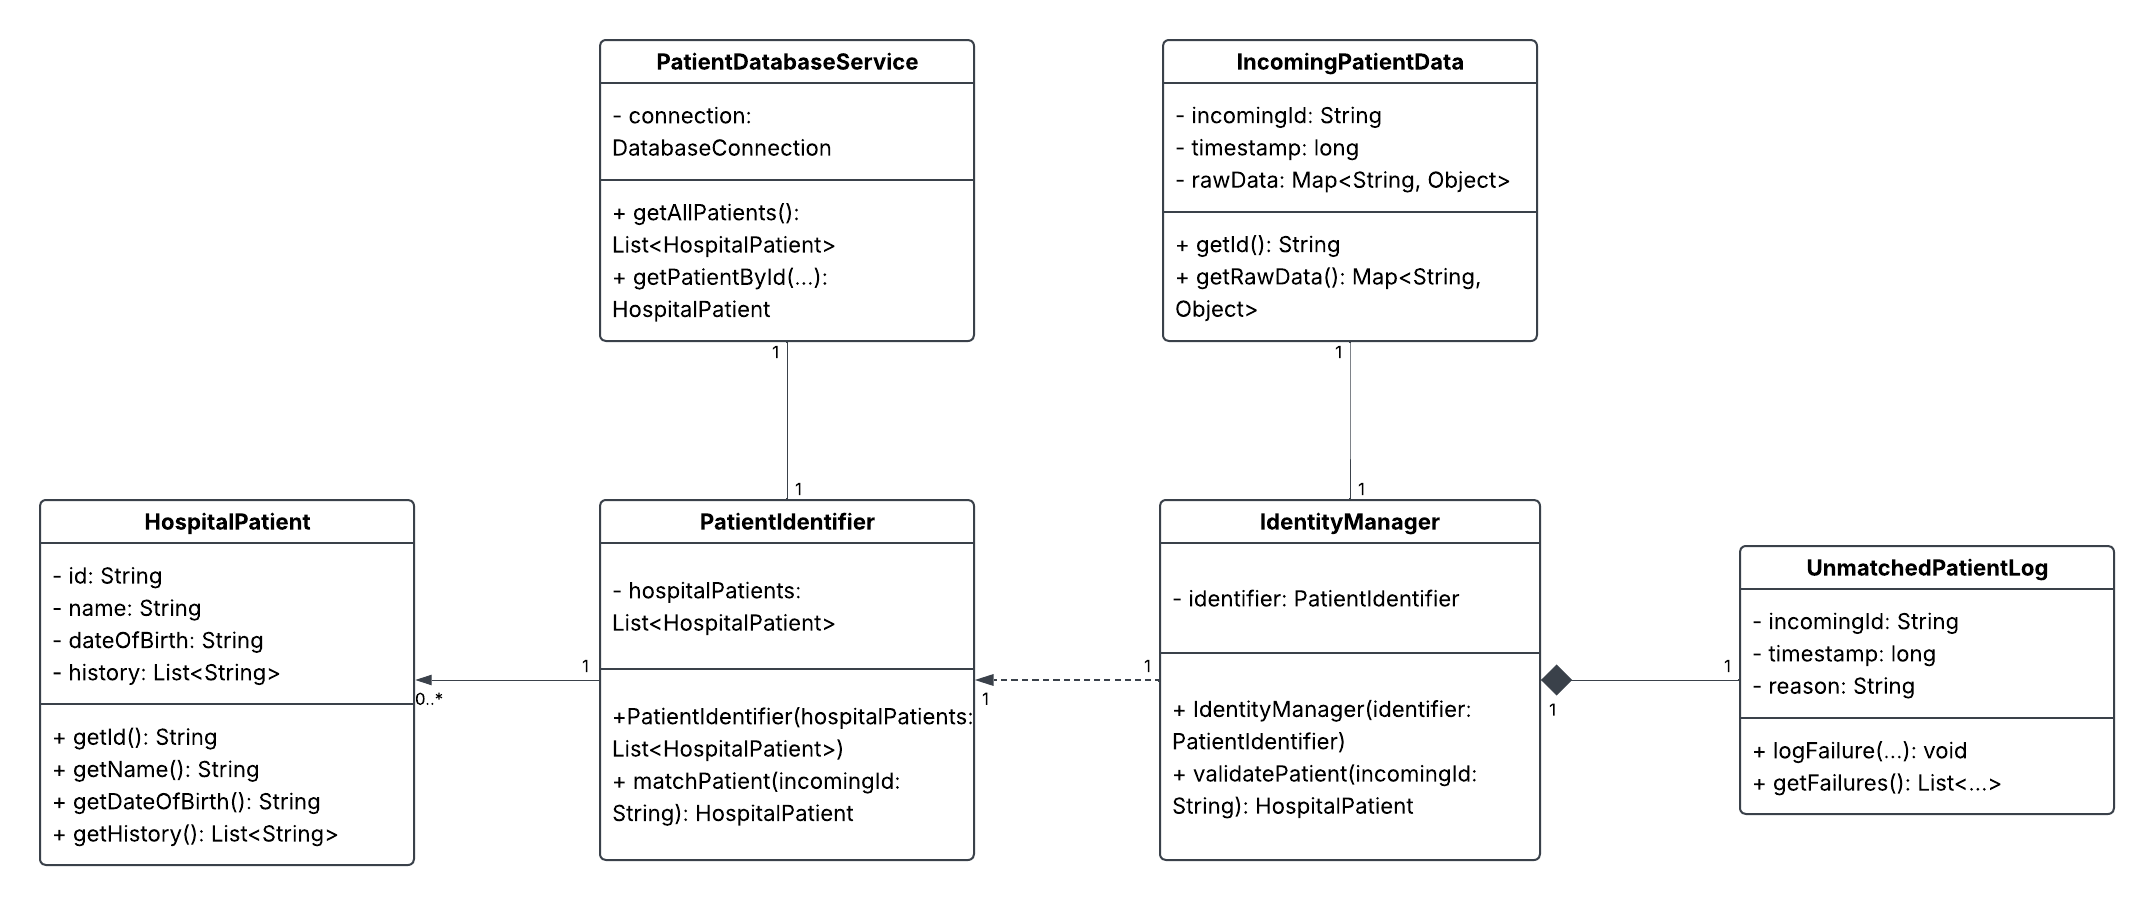 PatientDatabaseService
- connection:
DatabaseConnection
+ getAllPatients():
List<HospitalPatient>
+ getPatientById(...):
HospitalPatient
1
1
IncomingPatientData
- incomingId: String
- timestamp: long
- rawData: Map<String, Object>
+ getId(): String
+ getRawData(): Map<String,
Object>
1
1
HospitalPatient
- id: String
- name: String
- dateOfBirth: String
- history: List<String>
+ getId(): String
+ getName(): String
+ getDateOfBirth(): String
+ getHistory(): List<String>
0..*
1
PatientIdentifier
- hospitalPatients:
List<HospitalPatient>
+PatientIdentifier(hospitalPatients:
List<HospitalPatient>)
+ matchPatient(incomingId:
String): HospitalPatient
1
1
IdentityManager
- identifier: PatientIdentifier
+ IdentityManager(identifier:
PatientIdentifier)
+ validatePatient(incomingId:
String): HospitalPatient
1
1
UnmatchedPatientLog
- incomingId: String
- timestamp: long
- reason: String
+ logFailure(...): void
+ getFailures(): List<...>